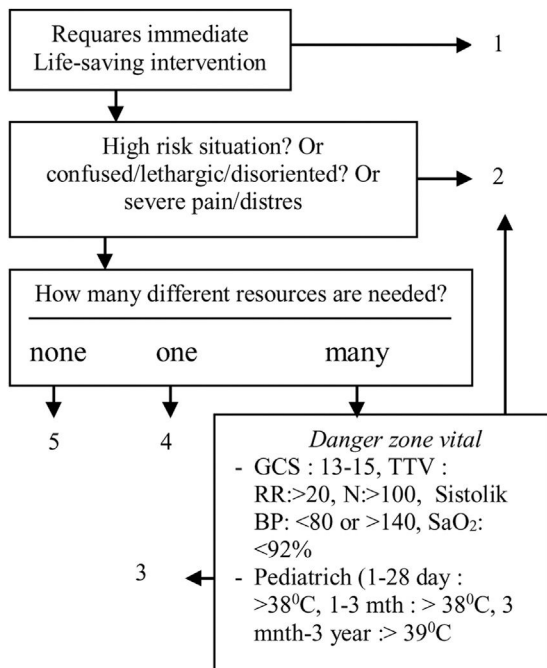 Requares immediate
Life-saving intervention
1
High risk situation? Or
confused/lethargic/disoriented? Or
severe pain/distres
2
How many different resources are needed?
none one many
5 4
Danger zone vital
- GCS : 13-15, TTV :
RR:>20, N:>100, Sistolik
BP: <80 or >140, SaO₂:
<92%
- Pediatrich (1-28 day :
>38⁰C, 1-3 mth : > 38⁰C, 3
mnth-3 year :> 39⁰C
3